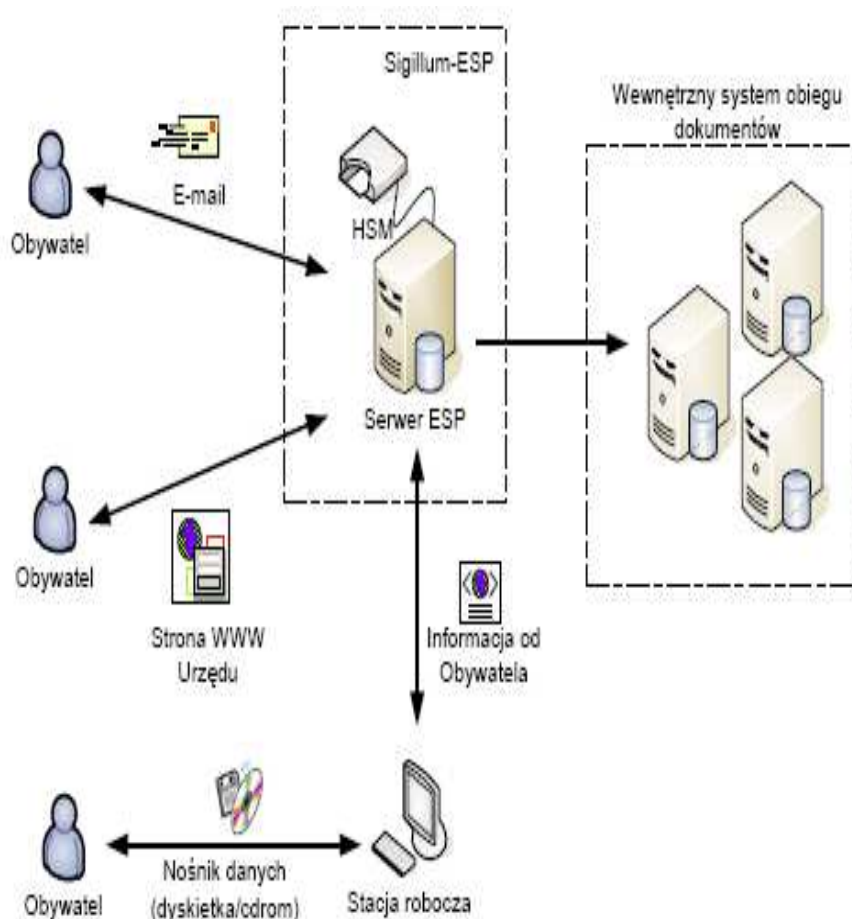 Sigillum-ESP
Wewnętrzny system obiegu
dokumentów
E-mail
Obywatel
HSM
Serwer ESP
Obywatel
Strona WWW
Urzędu
Informacja od
Obywatela
Obywatel
Nośnik danych
(dyskietka/cdrom)
Stacja robocza